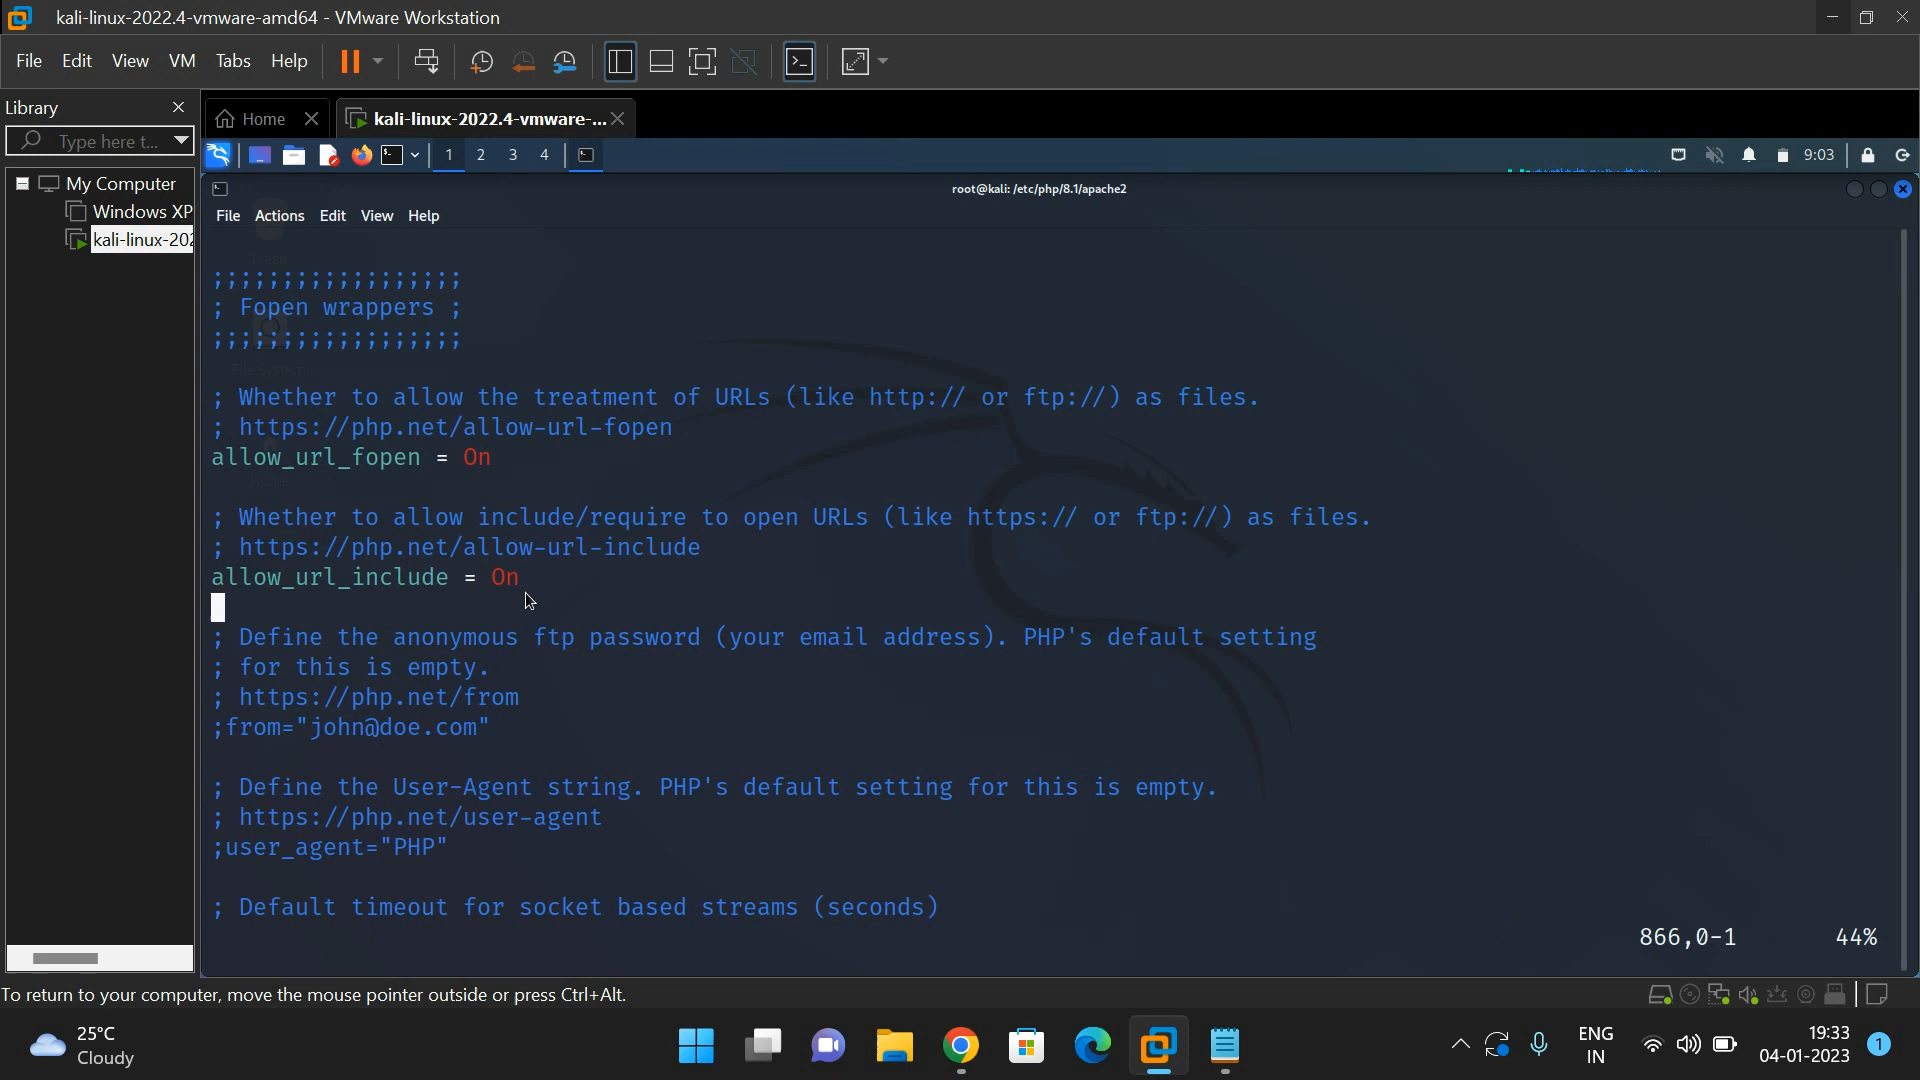 kali-linux-2022.4-vmware-amd64 - VMware Workstation
File Edit View VM Tabs Help
Library
Type here t...
Home
kali-linux-2022.4-vmware-...
1 2 3 4
9:03
My Computer
Windows XP
kali-linux-202
root@kali: /etc/php/8.1/apache2
File Actions Edit View Help
;;;;;;;;;;;;;;;;;;
; Fopen wrappers ;
;;;;;;;;;;;;;;;;;;
; Whether to allow the treatment of URLs (like http:// or ftp://) as files.
; https://php.net/allow-url-fopen
allow_url_fopen = On
; Whether to allow include/require to open URLs (like https:// or ftp://) as files.
; https://php.net/allow-url-include
allow_url_include = On
; Define the anonymous ftp password (your email address). PHP's default setting
; for this is empty.
; https://php.net/from
;from="john@doe.com"
; Define the User-Agent string. PHP's default setting for this is empty.
; https://php.net/user-agent
;user_agent="PHP"
; Default timeout for socket based streams (seconds)
866,0-1 44%
To return to your computer, move the mouse pointer outside or press Ctrl+Alt.
25°C
Cloudy
ENG
IN
19:33
04-01-2023
1